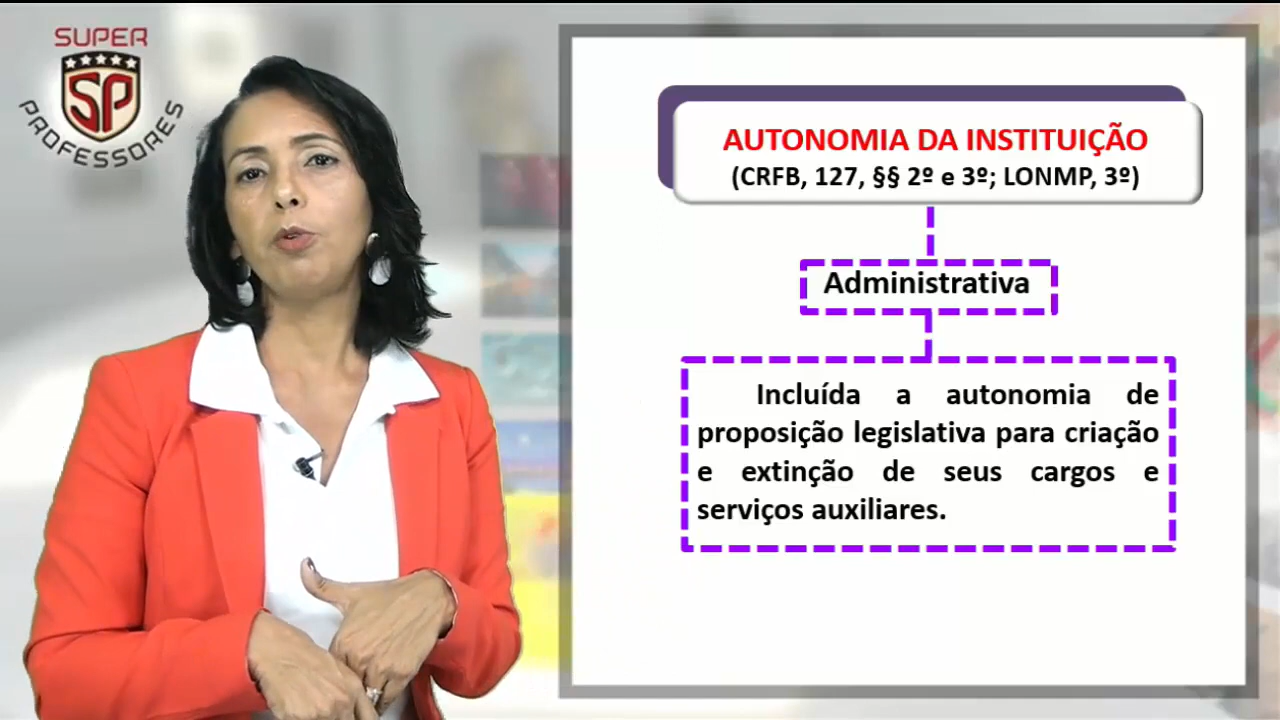 SUPER
SP
PROFESSORES
AUTONOMIA DA INSTITUIÇÃO
(CRFB, 127, §§ 2º e 3º; LONMP, 3º)
Administrativa
Incluída a autonomia de
proposição legislativa para criação
e extinção de seus cargos e
serviços auxiliares.